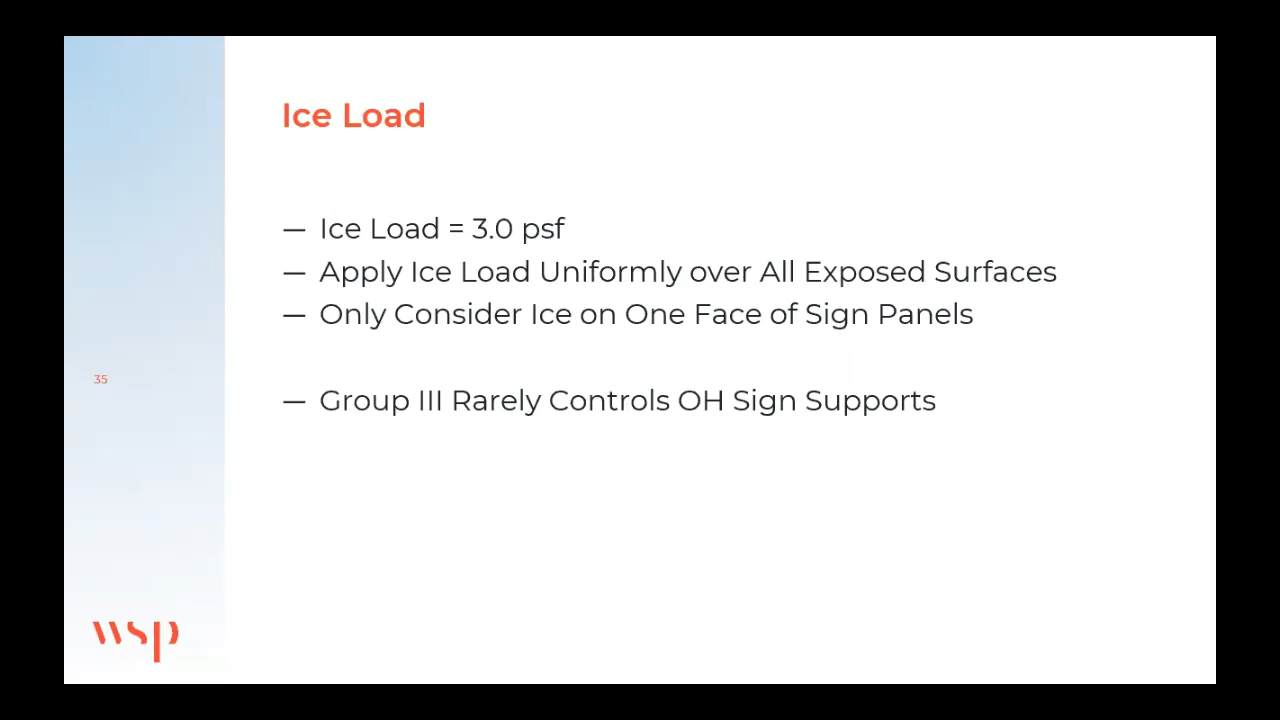 Ice Load
— Ice Load = 3.0 psf
— Apply Ice Load Uniformly over All Exposed Surfaces
— Only Consider Ice on One Face of Sign Panels
35
— Group III Rarely Controls OH Sign Supports
wsp